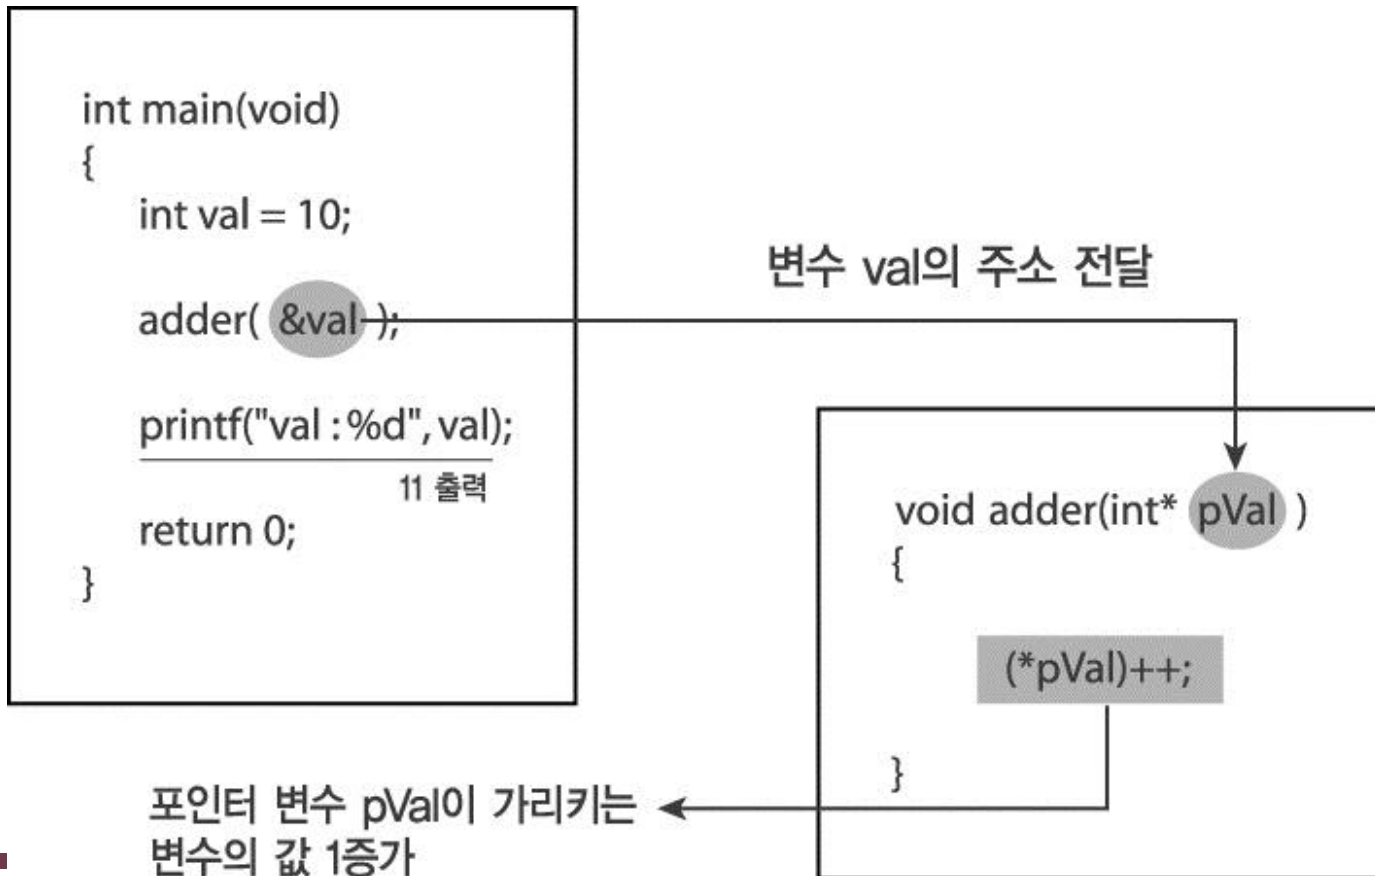 int main(void)
{
int val = 10;
adder( &val );
printf("val : %d", val);
11 출력
return 0;
}
변수 val의 주소 전달
void adder(int* pVal )
{
(*pVal)++;
}
포인터 변수 pVal이 가리키는
변수의 값 1증가